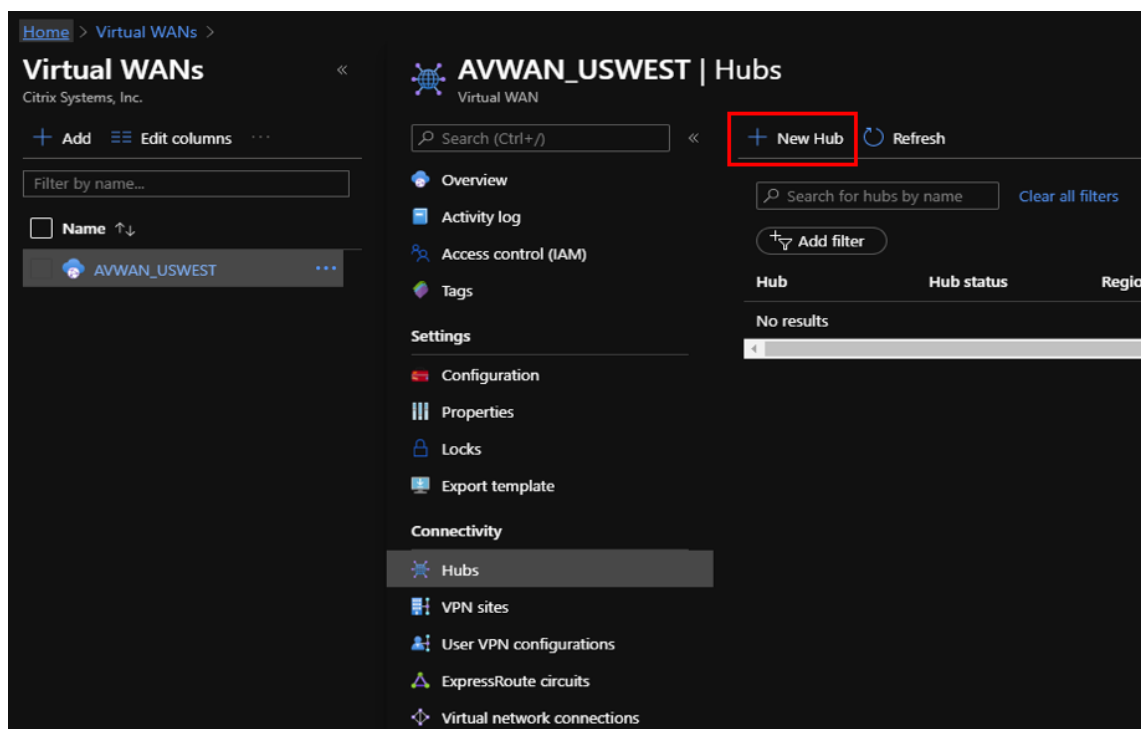 Home > Virtual WANs >
Virtual WANs «
Citrix Systems, Inc.
+ Add Edit columns ...
Filter by name...
Name ↑↓
AVWAN_USWEST ...
AVWAN_USWEST | Hubs
Virtual WAN
Search (Ctrl+/) «
Overview
Activity log
Access control (IAM)
Tags
Settings
Configuration
Properties
Locks
Export template
Connectivity
Hubs
VPN sites
User VPN configurations
ExpressRoute circuits
Virtual network connections
+ New Hub Refresh
Search for hubs by name Clear all filters
Add filter
Hub Hub status Regio
No results